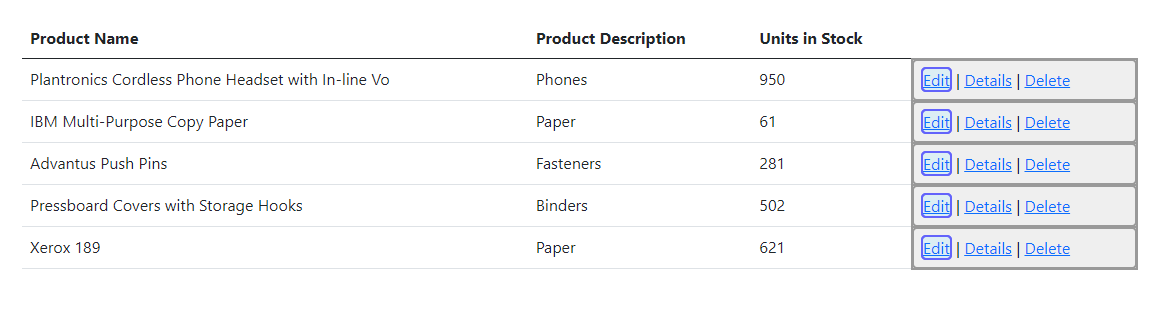 Product Name Product Description Units in Stock
Plantronics Cordless Phone Headset with In-line Vo Phones 950 Edit | Details | Delete
IBM Multi-Purpose Copy Paper Paper 61 Edit | Details | Delete
Advantus Push Pins Fasteners 281 Edit | Details | Delete
Pressboard Covers with Storage Hooks Binders 502 Edit | Details | Delete
Xerox 189 Paper 621 Edit | Details | Delete